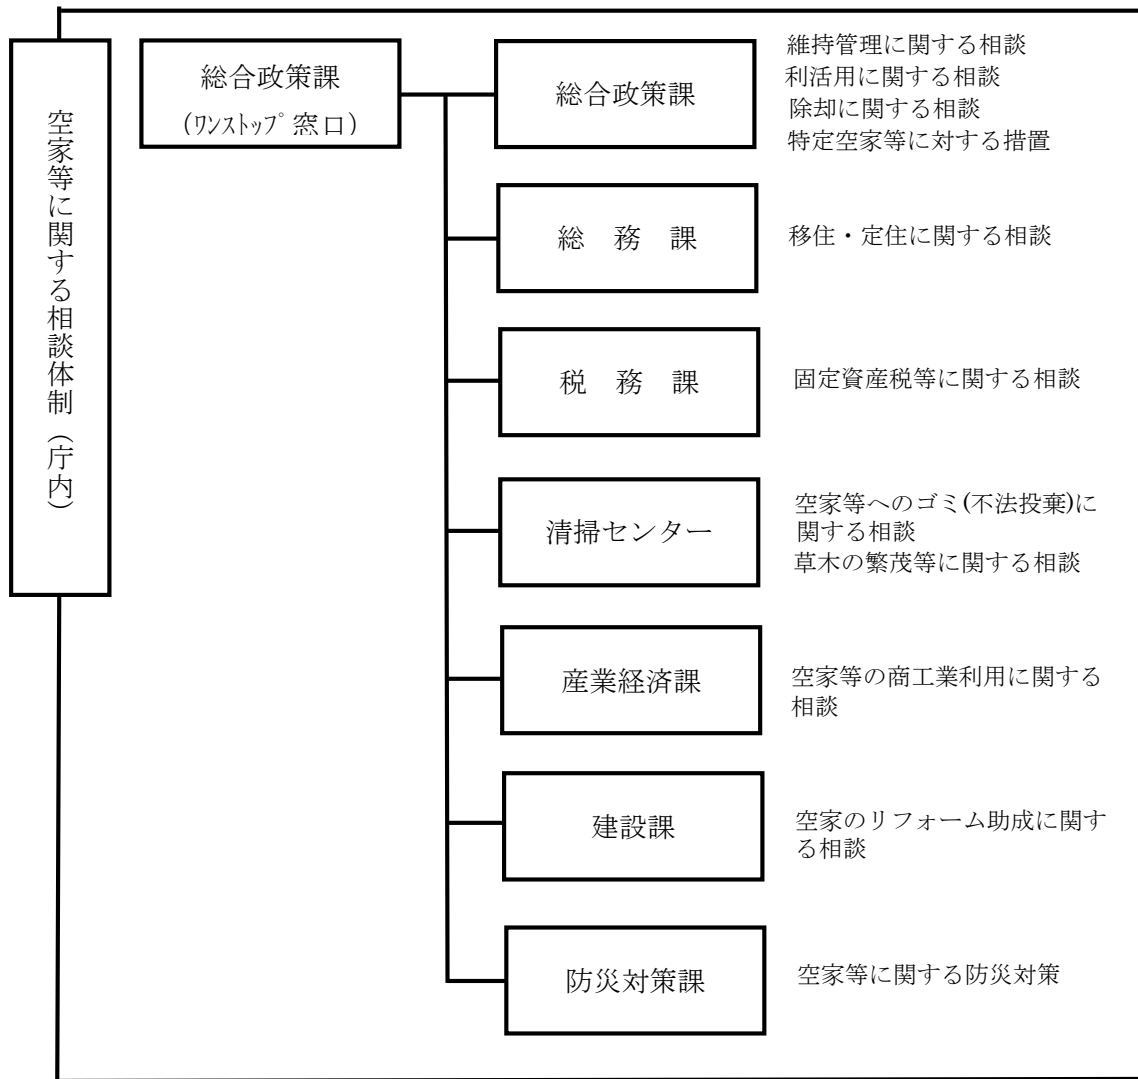 空家等に関する相談体制(庁内)
総合政策課
(ワンストップ窓口)
総合政策課
維持管理に関する相談
利活用に関する相談
除却に関する相談
特定空家等に対する措置
総　務　課
移住・定住に関する相談
税　務　課
固定資産税等に関する相談
清掃センター
空家等へのゴミ(不法投棄)に
関する相談
草木の繁茂等に関する相談
産業経済課
空家等の商工業利用に関する
相談
建設課
空家のリフォーム助成に関す
る相談
防災対策課
空家等に関する防災対策